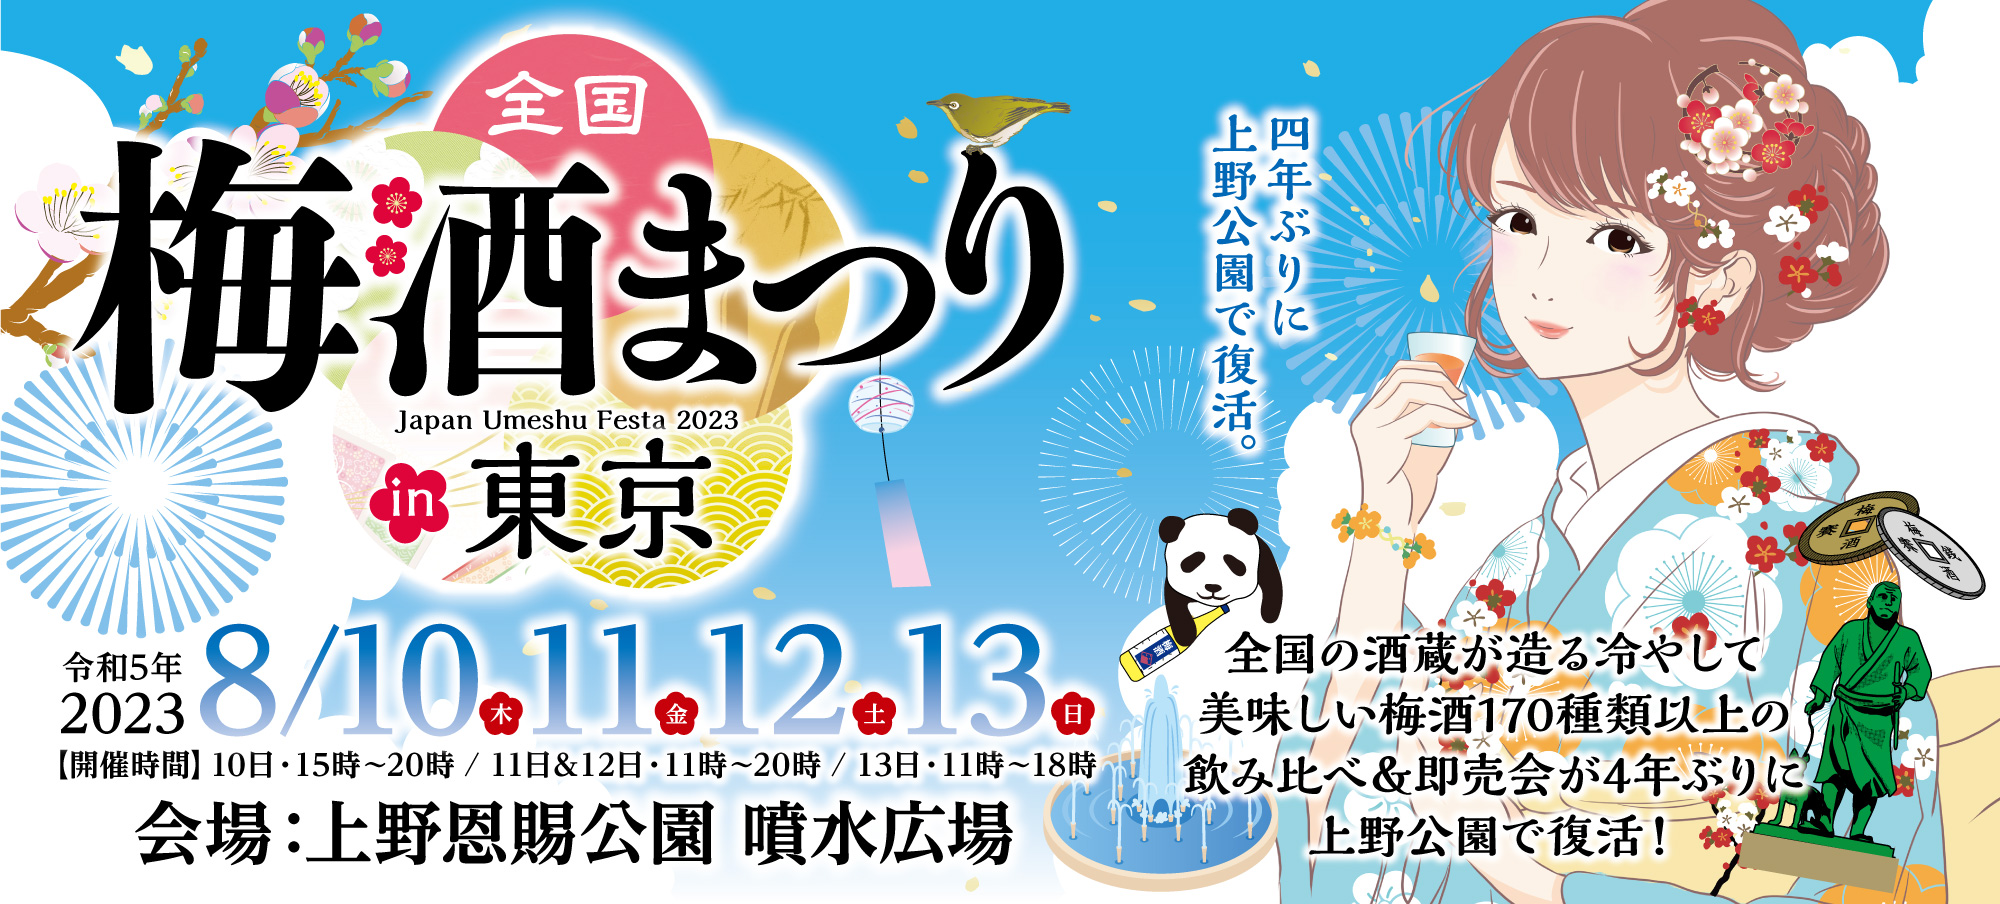 全国
梅酒まつり
Japan Umeshu Festa 2023
in 東京
四年ぶりに
上野公園で復活。
令和5年
2023
8/10木 11金 12土 13日
【開催時間】10日・15時~20時 / 11日&12日・11時~20時 / 13日・11時~18時
会場：上野恩賜公園 噴水広場
全国の酒蔵が造る冷やして
美味しい梅酒170種類以上の
飲み比べ&即売会が4年ぶりに
上野公園で復活！
梅酒
梅酒